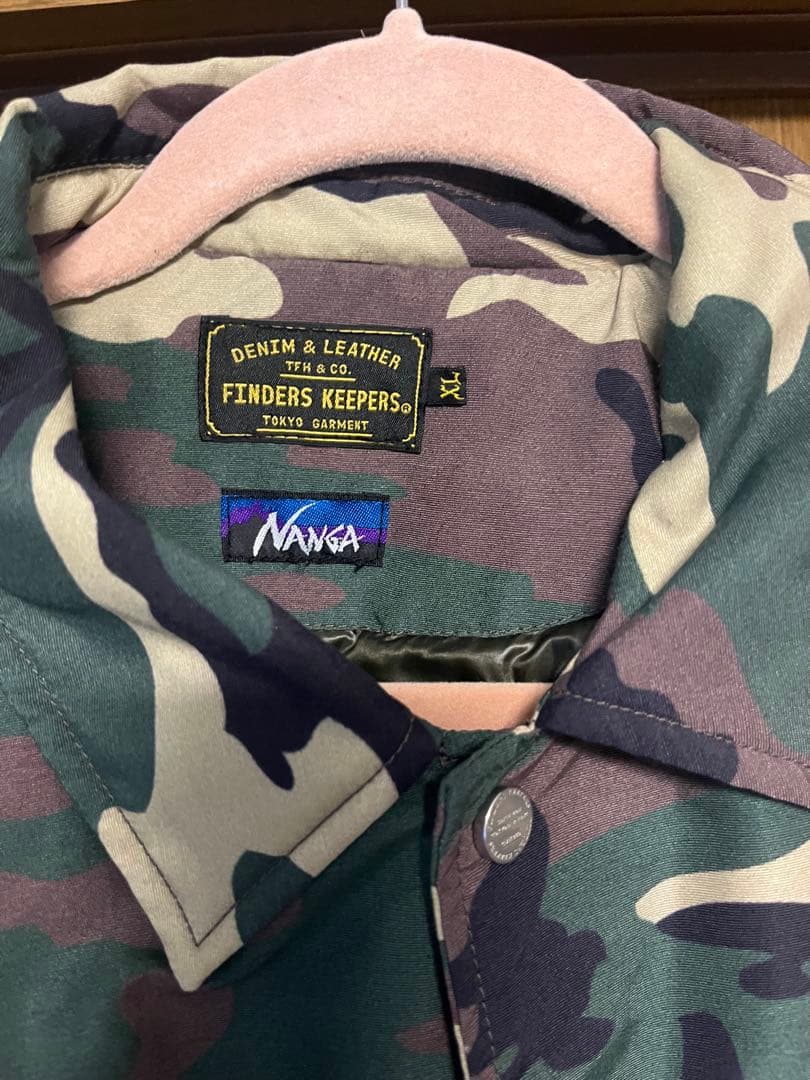 DENIM & LEATHER
TFH & CO.
FINDERS KEEPERS®
TOKYO GARMENT
XL
NANGA